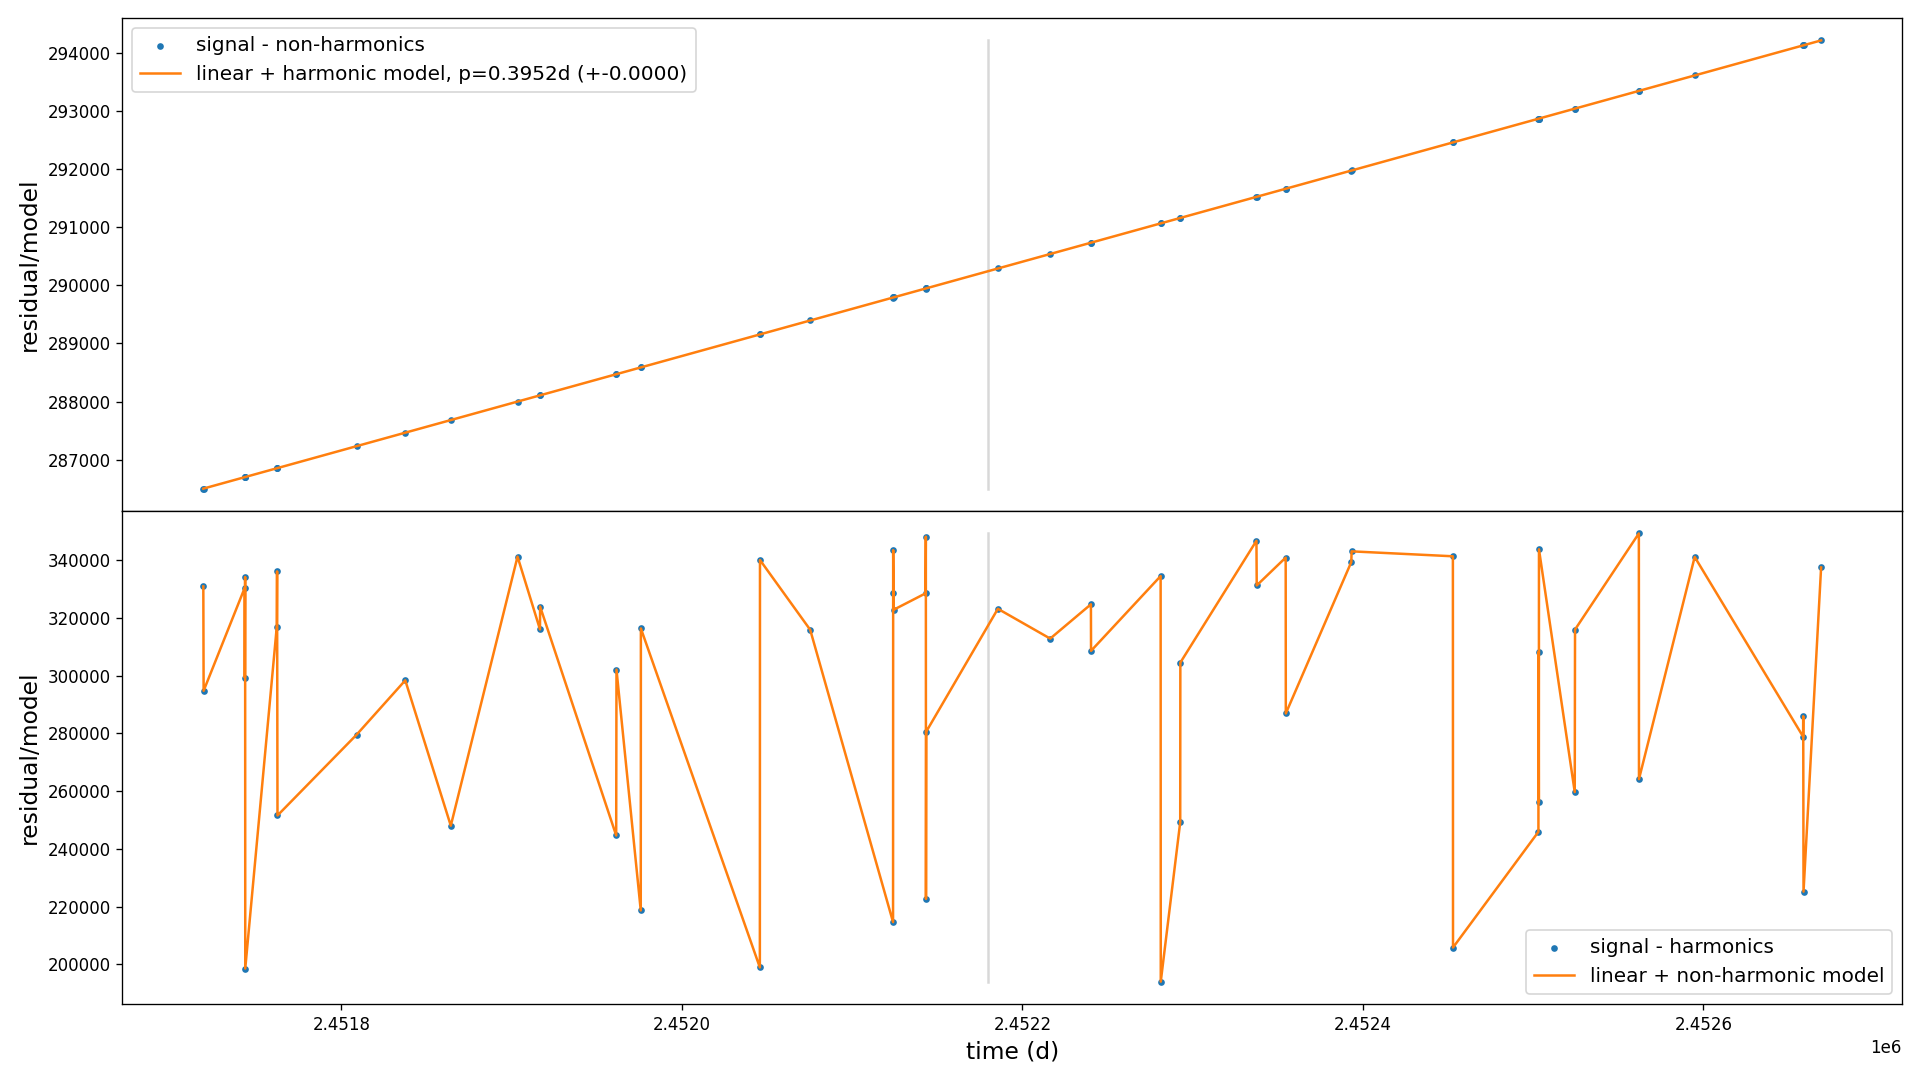 signal - non-harmonics
linear + harmonic model, p=0.3952d (+-0.0000)
residual/model
294000
293000
292000
291000
290000
289000
288000
287000
residual/model
340000
320000
300000
280000
260000
240000
220000
200000
signal - harmonics
linear + non-harmonic model
2.4518
2.4520
2.4522
2.4524
2.4526
1e6
time (d)